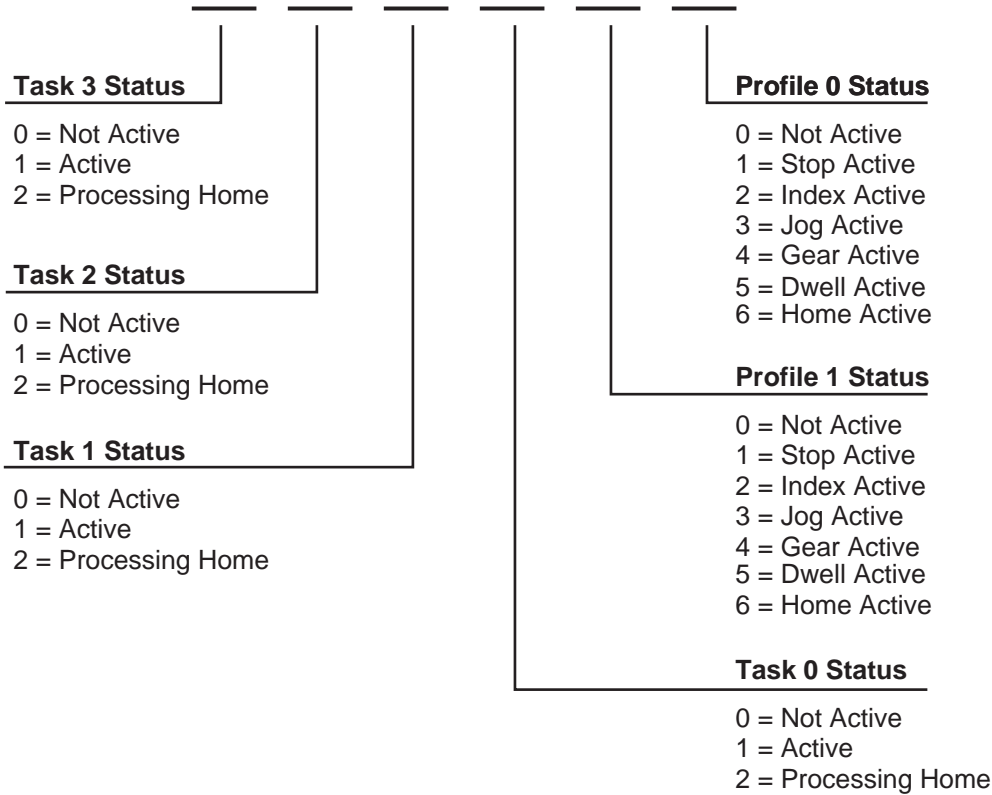 Task 3 Status
0 = Not Active
1 = Active
2 = Processing Home
Task 2 Status
0 = Not Active
1 = Active
2 = Processing Home
Task 1 Status
0 = Not Active
1 = Active
2 = Processing Home
Profile 0 Status
0 = Not Active
1 = Stop Active
2 = Index Active
3 = Jog Active
4 = Gear Active
5 = Dwell Active
6 = Home Active
Profile 1 Status
0 = Not Active
1 = Stop Active
2 = Index Active
3 = Jog Active
4 = Gear Active
5 = Dwell Active
6 = Home Active
Task 0 Status
0 = Not Active
1 = Active
2 = Processing Home